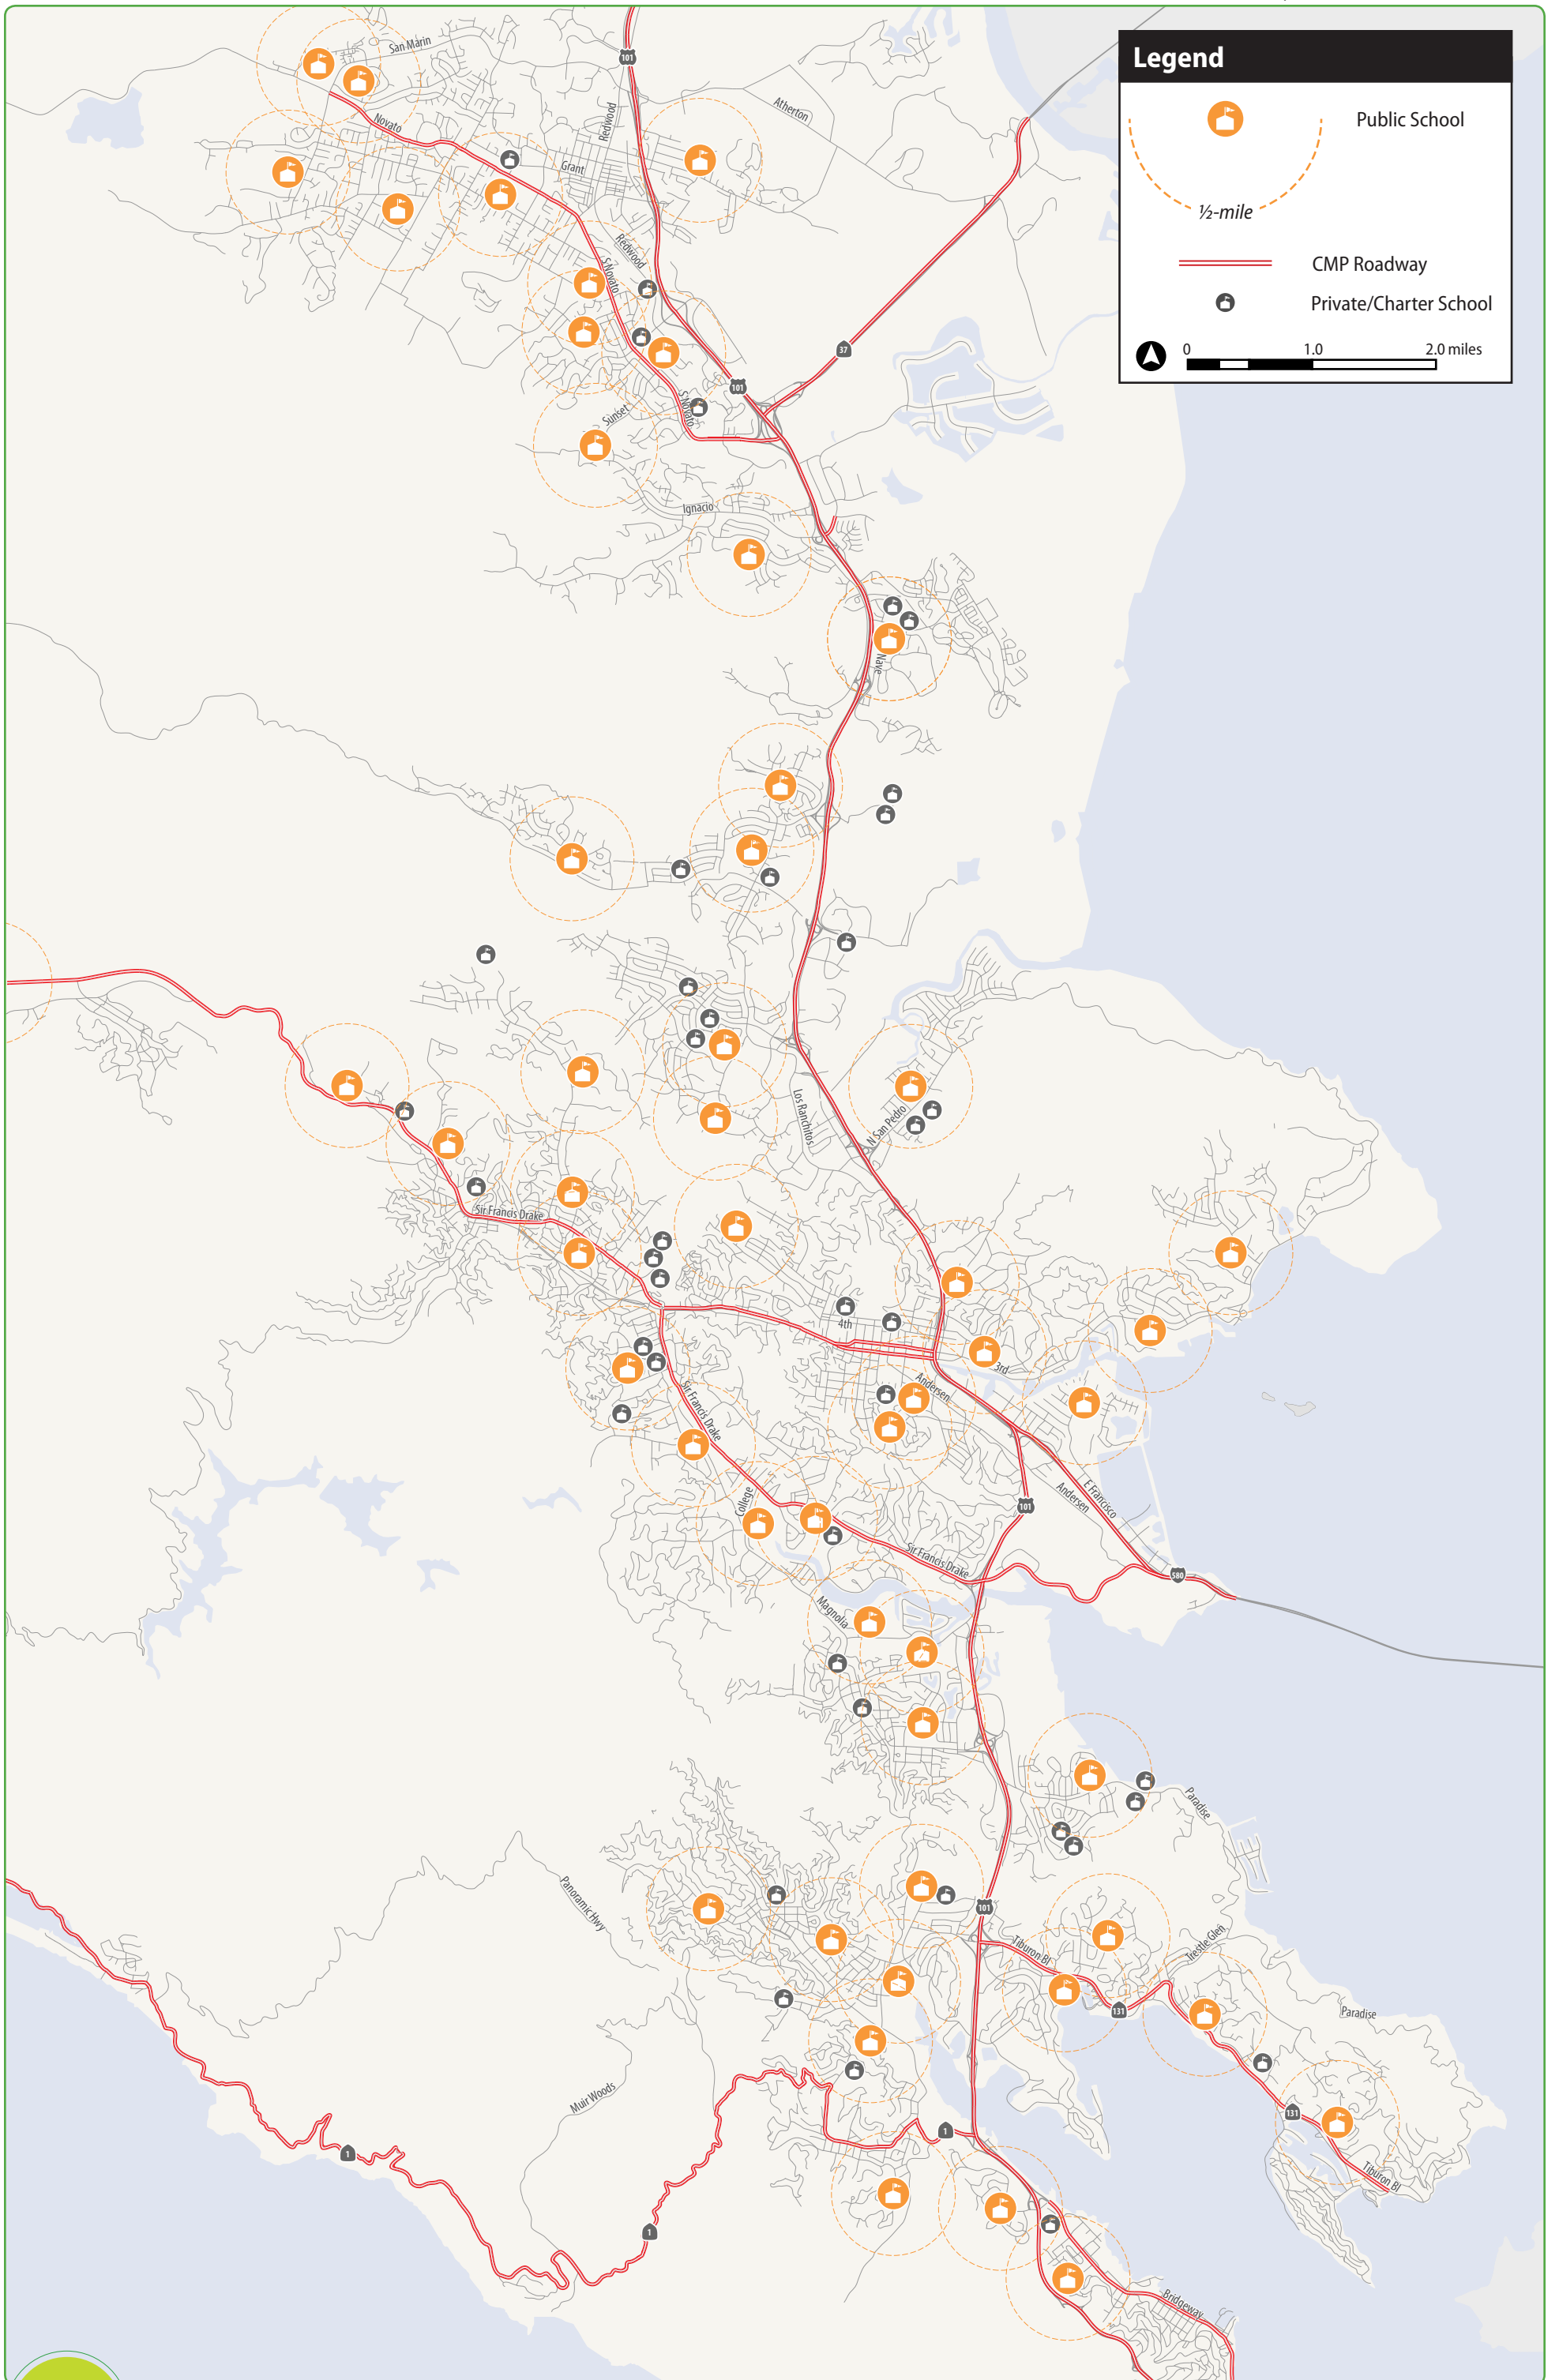 Legend
Public School
½-mile
CMP Roadway
Private/Charter School
0 1.0 2.0 miles
San Marin
101
Redwood
Atherton
Novato
Grant
Redwood
S Novato
37
101
S Novato
Sunset
Ignacio
Nave
Los Ranchitos
N San Pedro
Sir Francis Drake
4th
3rd
Andersen
Sir Francis Drake
College
E Francisco
Andersen
101
Sir Francis Drake
580
Magnolia
Paradise
Panoramic Hwy
101
Tiburon Bl
Trestle Glen
131
Paradise
Muir Woods
131
1
1
Tiburon Bl
1
Bridgeway